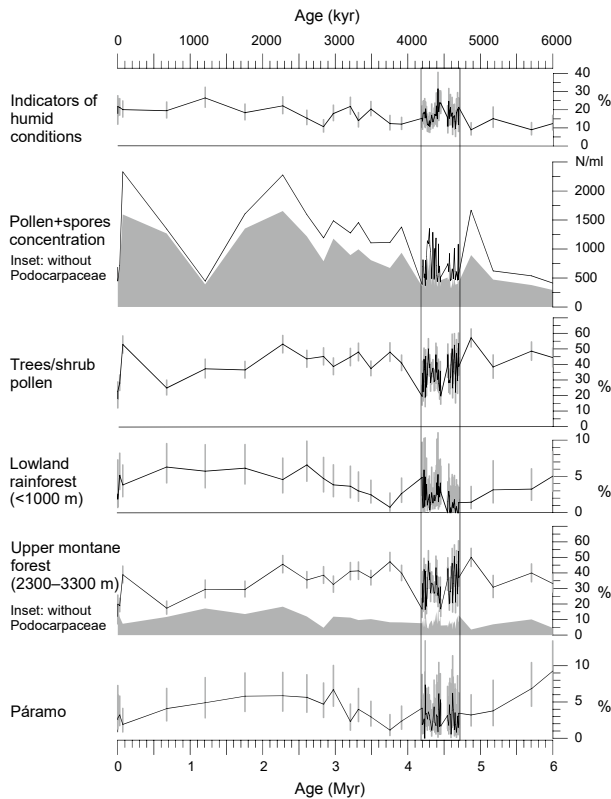 Age (kyr)
0 1000 2000 3000 4000 5000 6000
Indicators of
humid
conditions
40
30
20
10
0
%
N/ml
Pollen+spores
concentration
Inset: without
Podocarpaceae
2000
1500
1000
500
0
Trees/shrub
pollen
60
50
40
30
20
10
0
%
Lowland
rainforest
(<1000 m)
10
5
0
%
Upper montane
forest
(2300–3300 m)
Inset: without
Podocarpaceae
60
50
40
30
20
10
0
%
Páramo
10
5
0
%
0 1 2 3 4 5 6
Age (Myr)